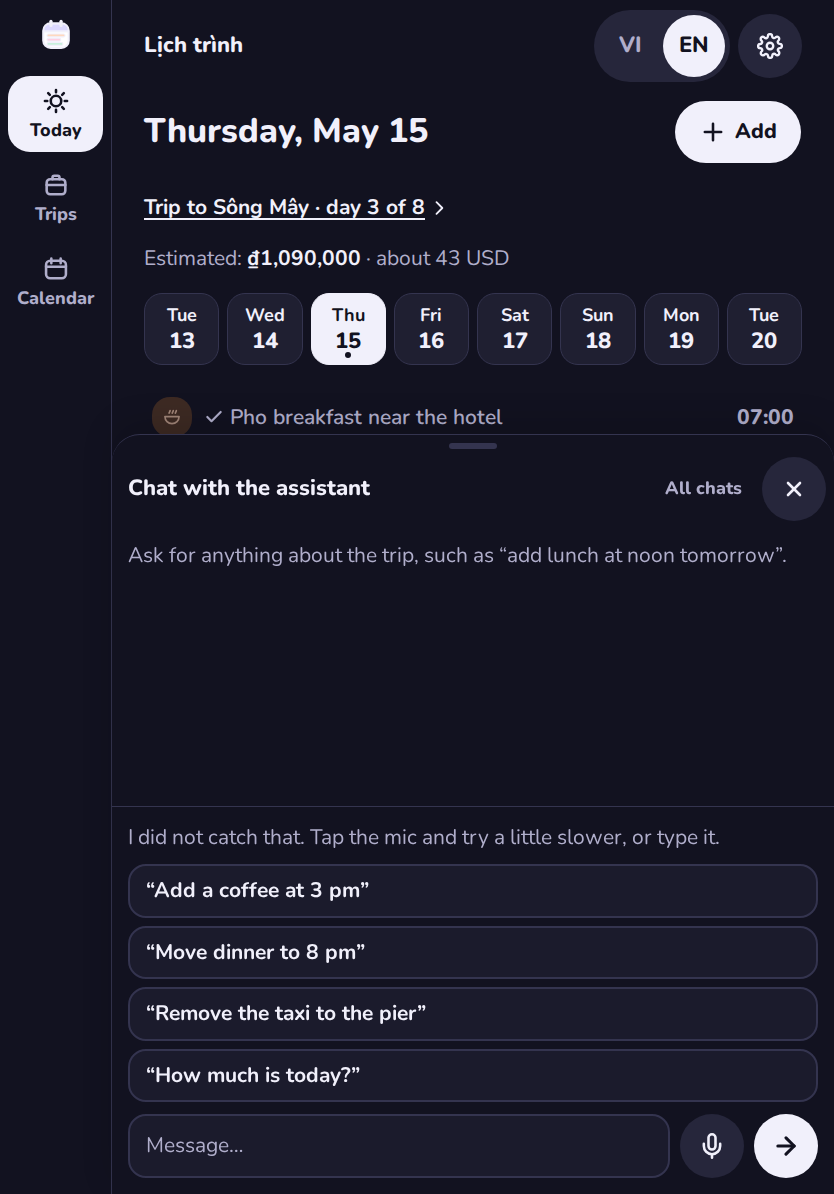 Lịch trình
VI
EN
Today
Trips
Calendar
Thursday, May 15
Add
Trip to Sông Mây · day 3 of 8
Estimated: ₫1,090,000 · about 43 USD
Tue
13
Wed
14
Thu
15
Fri
16
Sat
17
Sun
18
Mon
19
Tue
20
Pho breakfast near the hotel
07:00
Chat with the assistant
All chats
Ask for anything about the trip, such as “add lunch at noon tomorrow”.
I did not catch that. Tap the mic and try a little slower, or type it.
“Add a coffee at 3 pm”
“Move dinner to 8 pm”
“Remove the taxi to the pier”
“How much is today?”
Message...